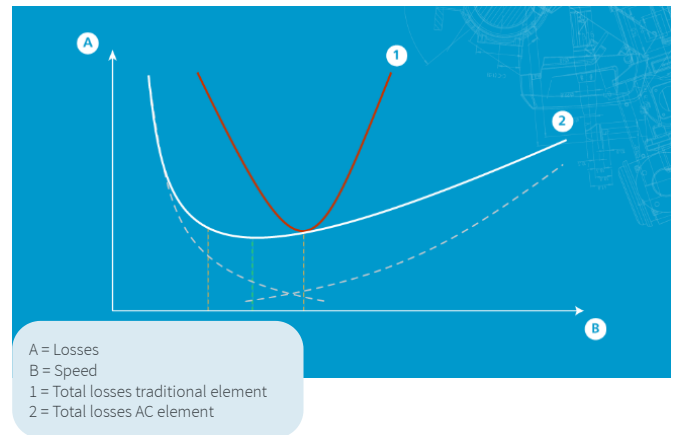 A
1
2
B
A = Losses
B = Speed
1 = Total losses traditional element
2 = Total losses AC element